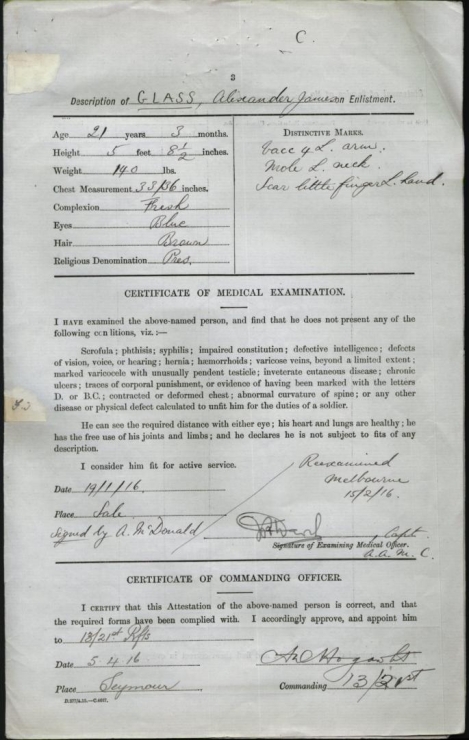 C.
3
Description of GLASS, Alexander James on Enlistment.
Age 21 years 3 months.
Height 5 feet 8½ inches.
Weight 140 lbs.
Chest Measurement 33/36 inches.
Complexion Fresh
Eyes Blue
Hair Brown
Religious Denomination Pres.
DISTINCTIVE MARKS.
Vacc 4 L. arm.
Mole L. neck.
Scar little finger L. hand.
CERTIFICATE OF MEDICAL EXAMINATION.
I HAVE examined the above-named person, and find that he does not present any of the
following conditions, viz. :—
Scrofula; phthisis; syphilis; impaired constitution; defective intelligence; defects
of vision, voice, or hearing; hernia; hæmorrhoids; varicose veins, beyond a limited extent;
marked varicocele with unusually pendent testicle; inveterate cutaneous disease; chronic
ulcers; traces of corporal punishment, or evidence of having been marked with the letters
D. or B.C.; contracted or deformed chest; abnormal curvature of spine; or any other
disease or physical defect calculated to unfit him for the duties of a soldier.
He can see the required distance with either eye; his heart and lungs are healthy; he
has the free use of his joints and limbs; and he declares he is not subject to fits of any
description.
I consider him fit for active service.
Date 19/1/16.
Place Sale.
Signed by A. McDonald
Reexamined
Melbourne
15/2/16.
Capt.
Signature of Examining Medical Officer.
A.A.M.C.
CERTIFICATE OF COMMANDING OFFICER.
I CERTIFY that this Attestation of the above-named person is correct, and that
the required forms have been complied with. I accordingly approve, and appoint him
to 13/21st Rfts
Date 5 4 16
Place Seymour
Commanding 13/21st